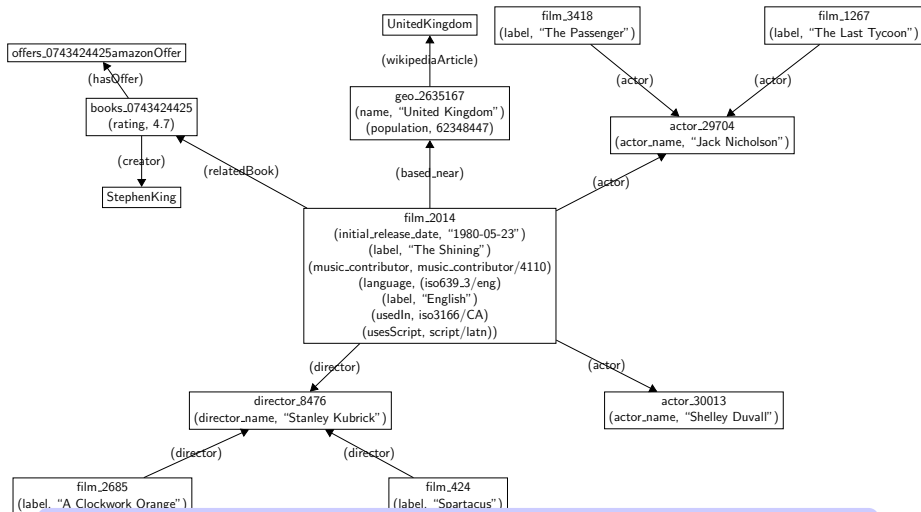 film_3418
(label, “The Passenger”)
film_1267
(label, “The Last Tycoon”)
UnitedKingdom
offers_0743424425amazonOffer
(wikipediaArticle)
(hasOffer)
(actor)
(actor)
geo_2635167
(name, “United Kingdom”)
(population, 62348447)
books_0743424425
(rating, 4.7)
actor_29704
(actor_name, “Jack Nicholson”)
(creator)
(relatedBook)
(based_near)
(actor)
StephenKing
film_2014
(initial_release_date, “1980-05-23”)
(label, “The Shining”)
(music_contributor, music_contributor/4110)
(language, (iso639_3/eng)
(label, “English”)
(usedIn, iso3166/CA)
(usesScript, script/latn))
(director)
(actor)
director_8476
(director_name, “Stanley Kubrick”)
actor_30013
(actor_name, “Shelley Duvall”)
(director)
(director)
film_2685
(label, “A Clockwork Orange”)
film_424
(label, “Spartacus”)